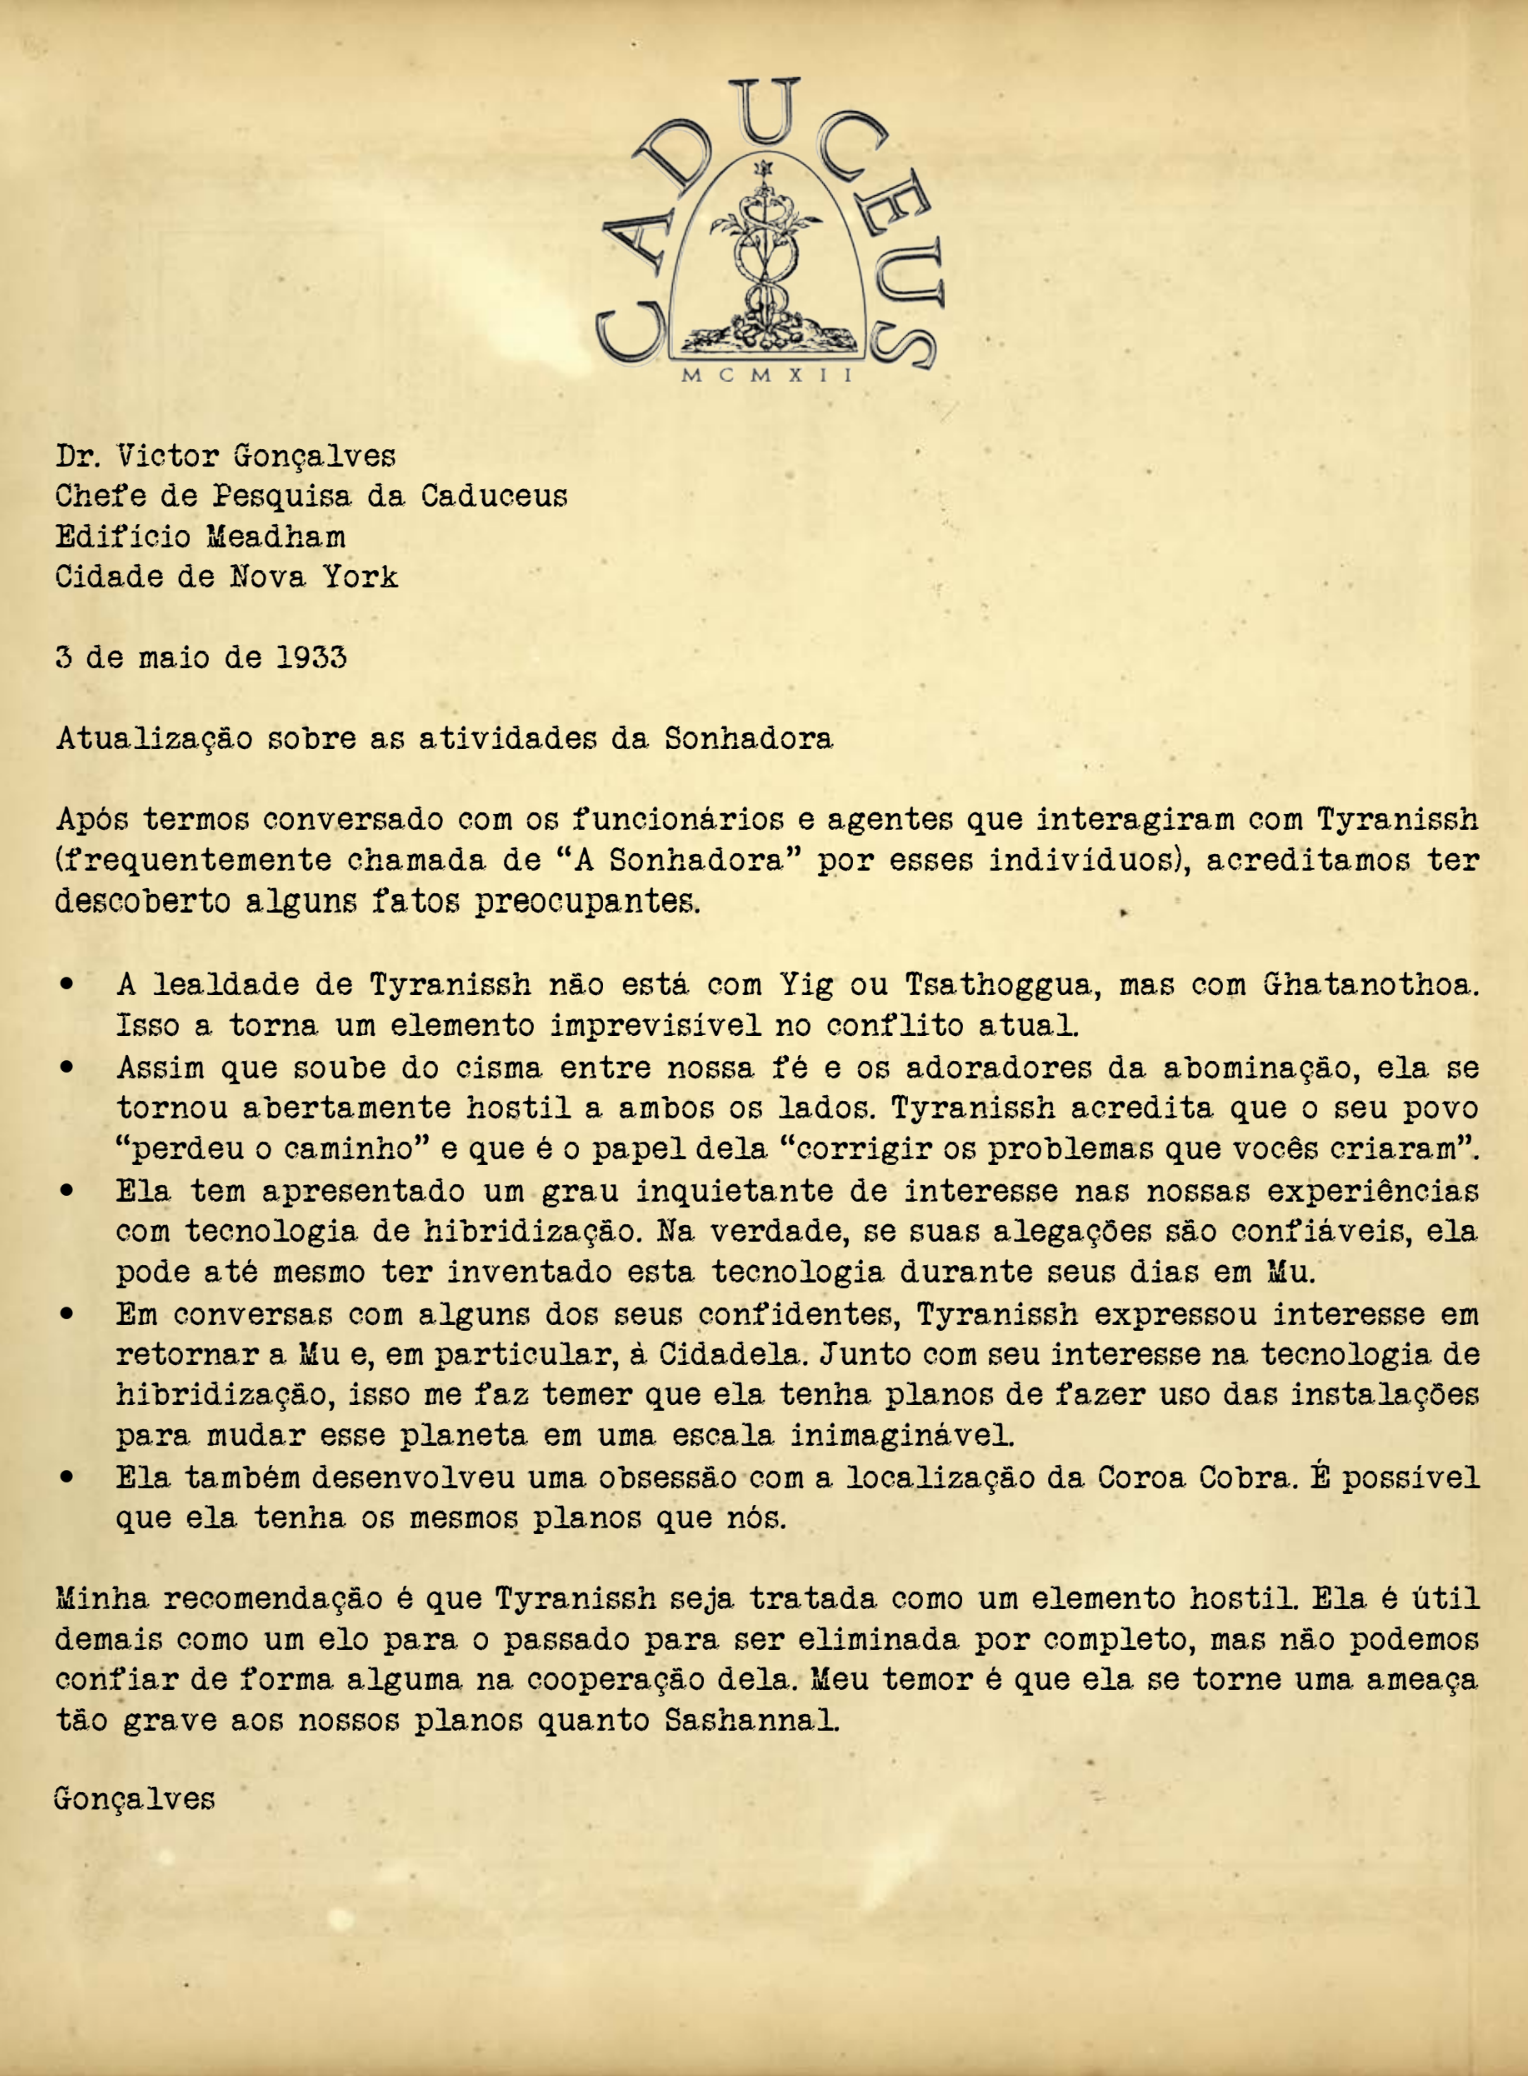 CADUCEUS
MCMXII
Dr. Victor Gonçalves
Chefe de Pesquisa da Caduceus
Edifício Meadham
Cidade de Nova York
3 de maio de 1933
Atualização sobre as atividades da Sonhadora
Após termos conversado com os funcionários e agentes que interagiram com Tyranissh
(frequentemente chamada de “A Sonhadora” por esses indivíduos), acreditamos ter
descoberto alguns fatos preocupantes.
• A lealdade de Tyranissh não está com Yig ou Tsathoggua, mas com Ghatanothoa.
Isso a torna um elemento imprevisível no conflito atual.
• Assim que soube do cisma entre nossa fé e os adoradores da abominação, ela se
tornou abertamente hostil a ambos os lados. Tyranissh acredita que o seu povo
“perdeu o caminho” e que é o papel dela “corrigir os problemas que vocês criaram”.
• Ela tem apresentado um grau inquietante de interesse nas nossas experiências
com tecnologia de hibridização. Na verdade, se suas alegações são confiáveis, ela
pode até mesmo ter inventado esta tecnologia durante seus dias em Mu.
• Em conversas com alguns dos seus confidentes, Tyranissh expressou interesse em
retornar a Mu e, em particular, à Cidadela. Junto com seu interesse na tecnologia de
hibridização, isso me faz temer que ela tenha planos de fazer uso das instalações
para mudar esse planeta em uma escala inimaginável.
• Ela também desenvolveu uma obsessão com a localização da Coroa Cobra. É possível
que ela tenha os mesmos planos que nós.
Minha recomendação é que Tyranissh seja tratada como um elemento hostil. Ela é útil
demais como um elo para o passado para ser eliminada por completo, mas não podemos
confiar de forma alguma na cooperação dela. Meu temor é que ela se torne uma ameaça
tão grave aos nossos planos quanto Sashannal.
Gonçalves